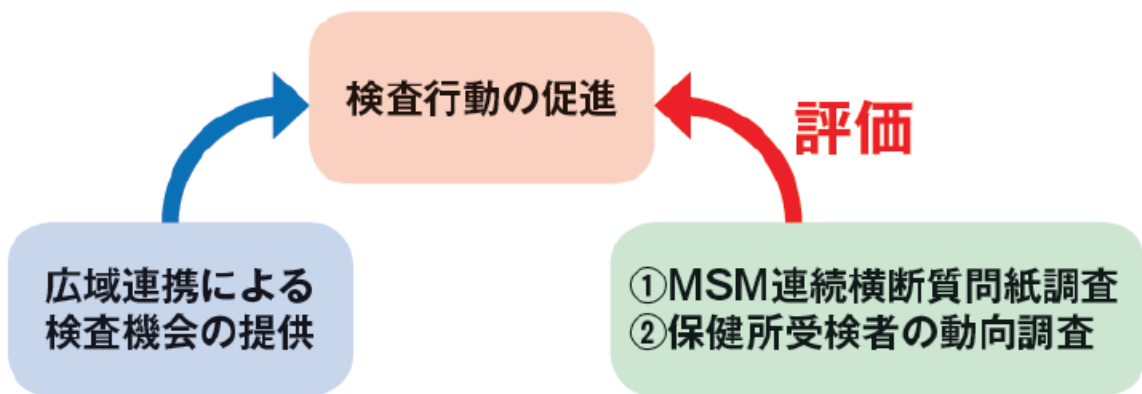 検査行動の促進
評価
広域連携による
検査機会の提供
①MSM連続横断質問紙調査
②保健所受検者の動向調査